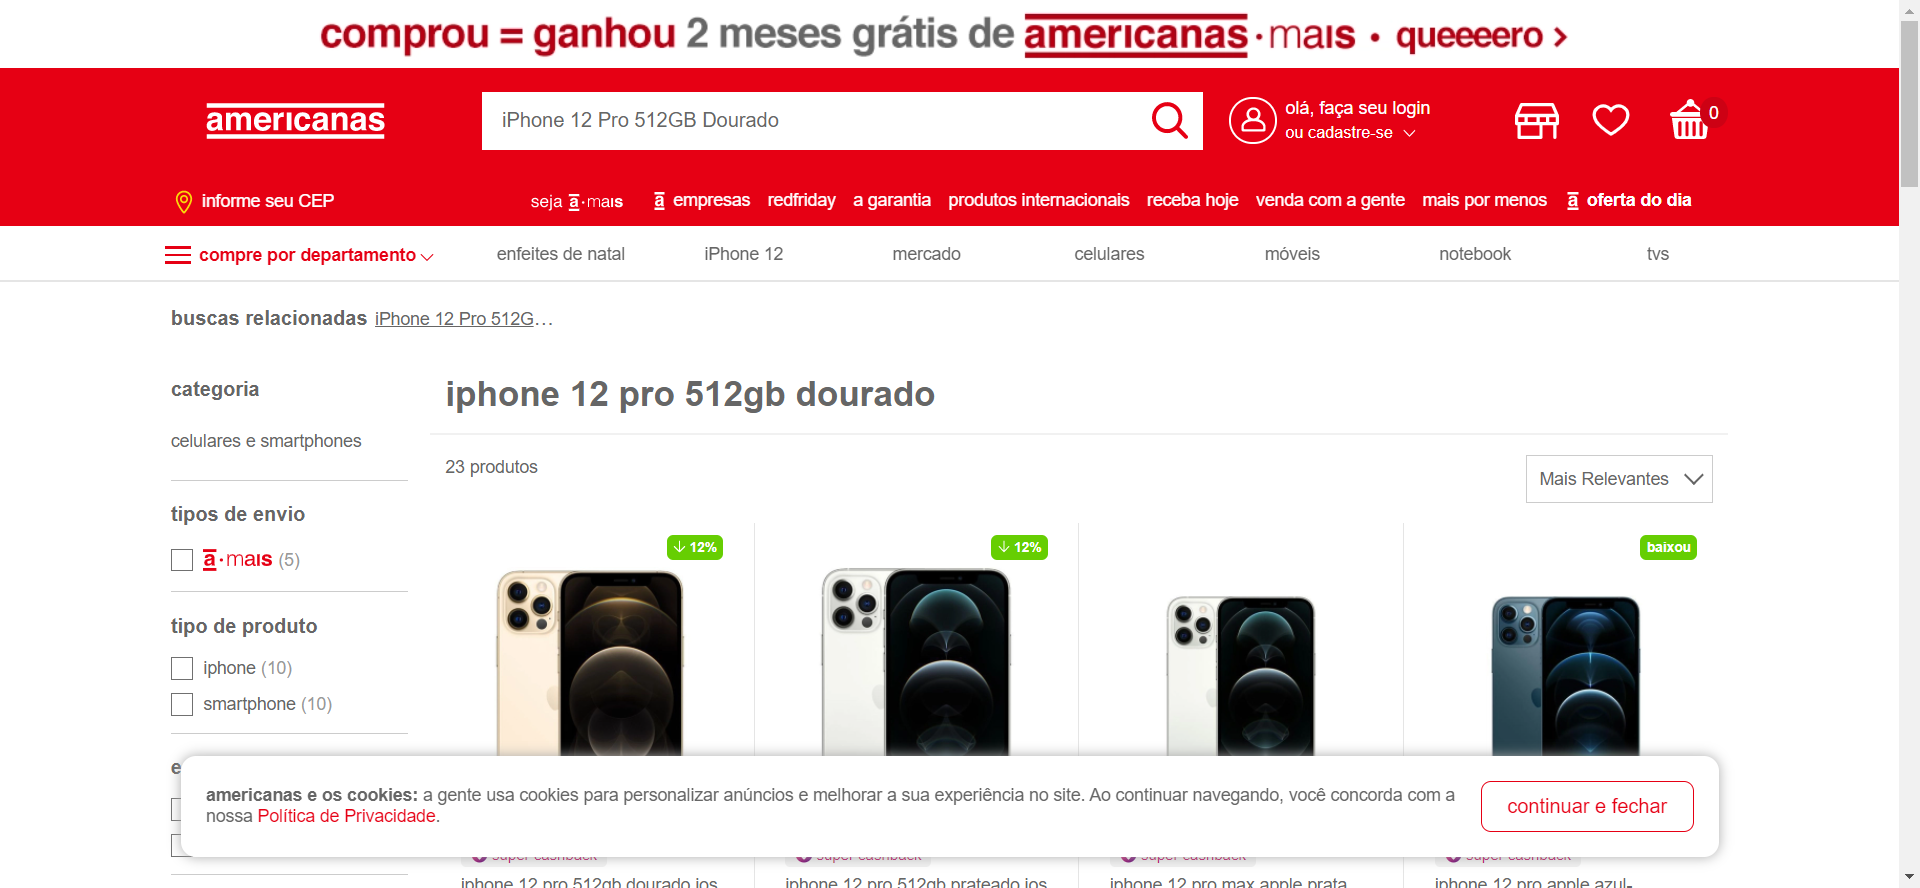 comprou = ganhou 2 meses grátis de americanas·mais • queeeero >
americanas
iPhone 12 Pro 512GB Dourado
olá, faça seu login
ou cadastre-se
0
informe seu CEP
seja a·mais
a empresas
redfriday
a garantia
produtos internacionais
receba hoje
venda com a gente
mais por menos
a oferta do dia
compre por departamento
enfeites de natal
iPhone 12
mercado
celulares
móveis
notebook
tvs
buscas relacionadas iPhone 12 Pro 512G...
categoria
celulares e smartphones
tipos de envio
a·mais (5)
tipo de produto
iphone (10)
smartphone (10)
e
iphone 12 pro 512gb dourado
23 produtos
Mais Relevantes
12%
12%
baixou
americanas e os cookies: a gente usa cookies para personalizar anúncios e melhorar a sua experiência no site. Ao continuar navegando, você concorda com a
nossa Política de Privacidade.
continuar e fechar
super cashback
super cashback
super cashback
super cashback
iphone 12 pro 512gb dourado ios
iphone 12 pro 512gb prateado ios
iphone 12 pro max apple prata
iphone 12 pro apple azul-